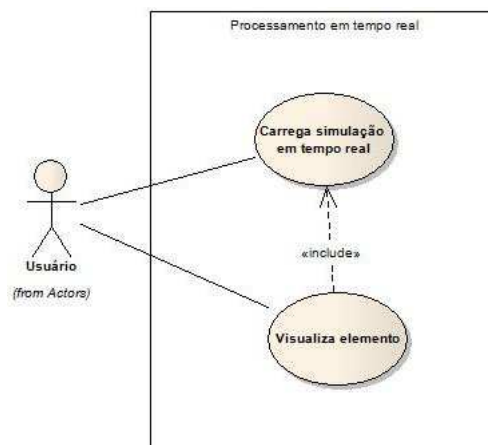 Processamento em tempo real
Carrega simulação
em tempo real
«include»
Usuário
(from Actors)
Visualiza elemento